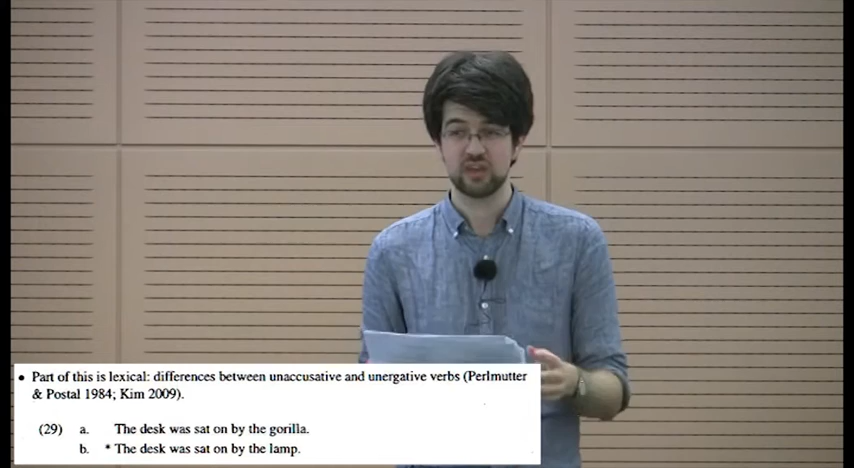 • Part of this is lexical: differences between unaccusative and unergative verbs (Perlmutter
& Postal 1984; Kim 2009).
(29) a. The desk was sat on by the gorilla.
b. * The desk was sat on by the lamp.